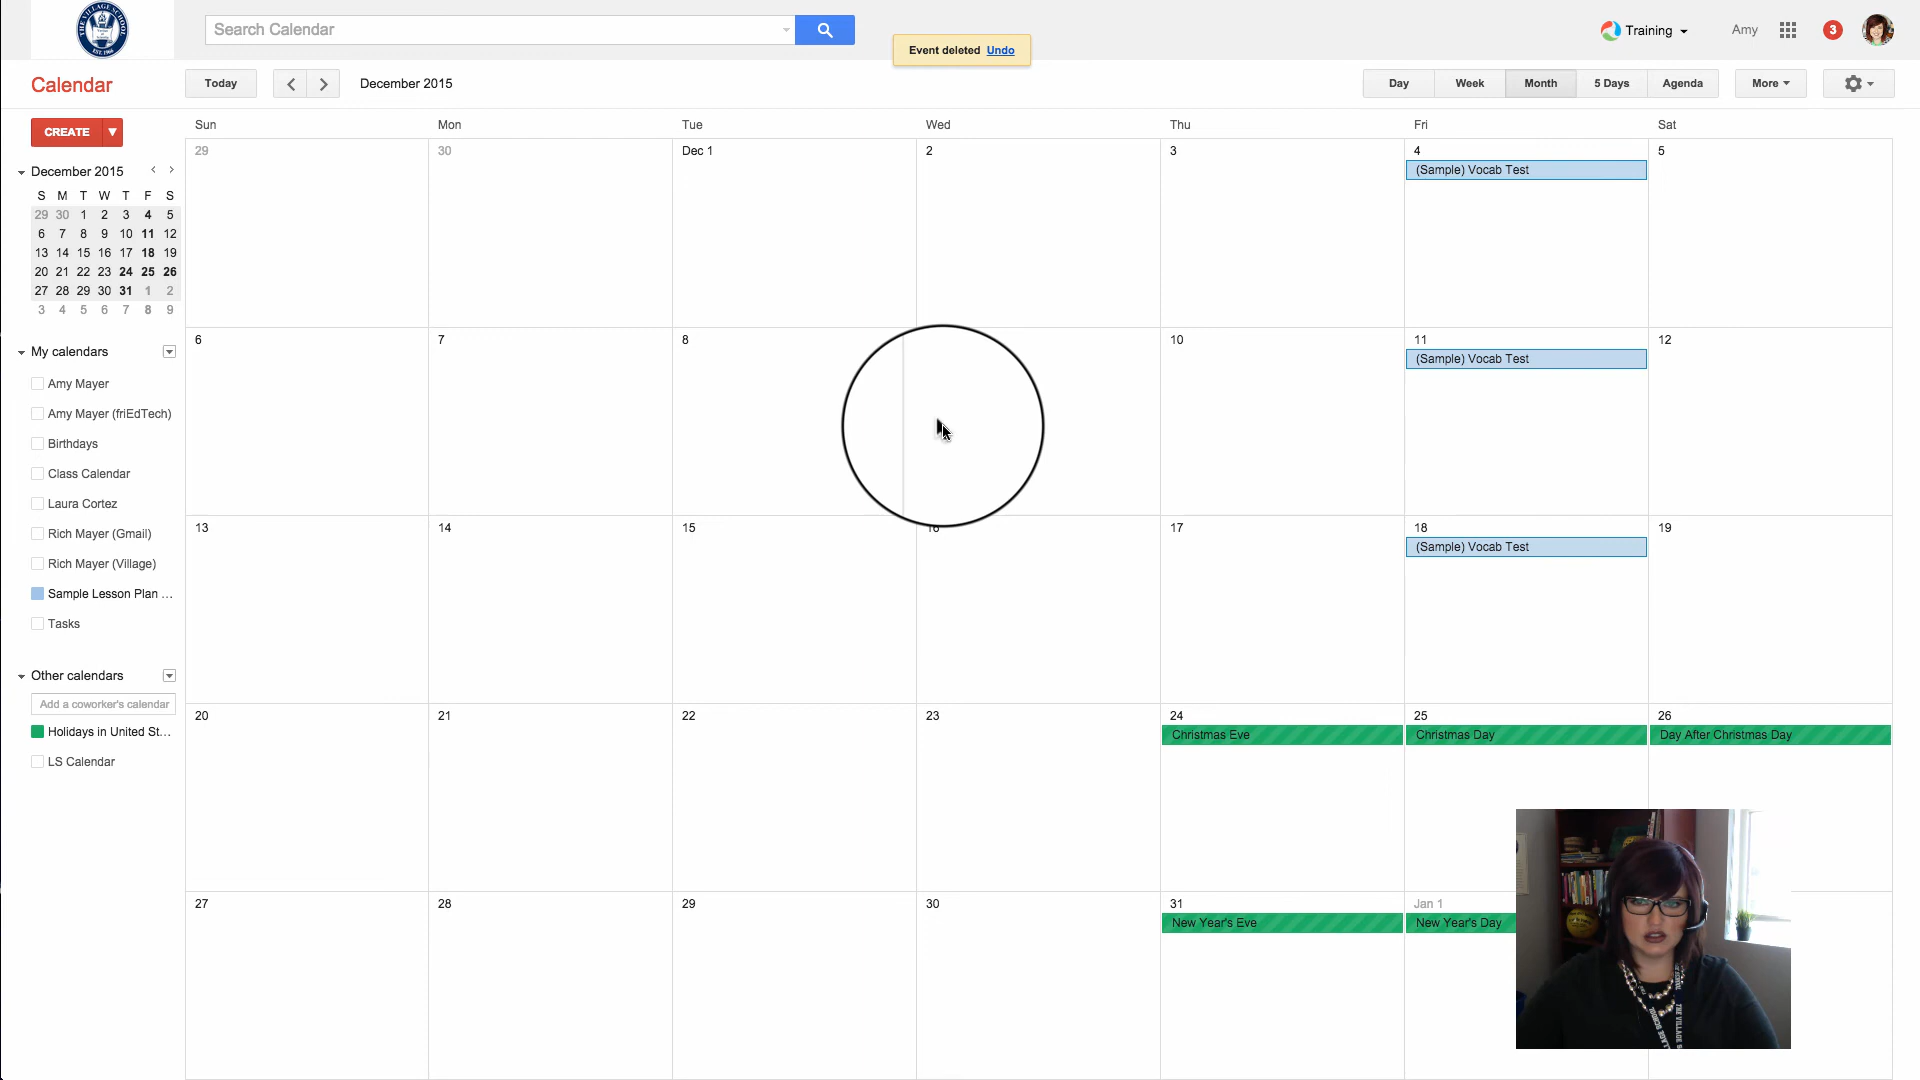 THE VILLAGE SCHOOL
EST. 1966
Search Calendar
Event deleted Undo
Training
Amy
3
Calendar
Today
December 2015
Day
Week
Month
5 Days
Agenda
More
CREATE
December 2015
S M T W T F S
29 30 1 2 3 4 5
6 7 8 9 10 11 12
13 14 15 16 17 18 19
20 21 22 23 24 25 26
27 28 29 30 31 1 2
3 4 5 6 7 8 9
My calendars
Amy Mayer
Amy Mayer (friEdTech)
Birthdays
Class Calendar
Laura Cortez
Rich Mayer (Gmail)
Rich Mayer (Village)
Sample Lesson Plan ...
Tasks
Other calendars
Add a coworker's calendar
Holidays in United St...
LS Calendar
Sun Mon Tue Wed Thu Fri Sat
29 30 Dec 1 2 3 4 5
(Sample) Vocab Test
6 7 8 10 11 12
(Sample) Vocab Test
13 14 15 16 17 18 19
(Sample) Vocab Test
20 21 22 23 24 25 26
Christmas Eve Christmas Day Day After Christmas Day
27 28 29 30 31 Jan 1
New Year's Eve New Year's Day